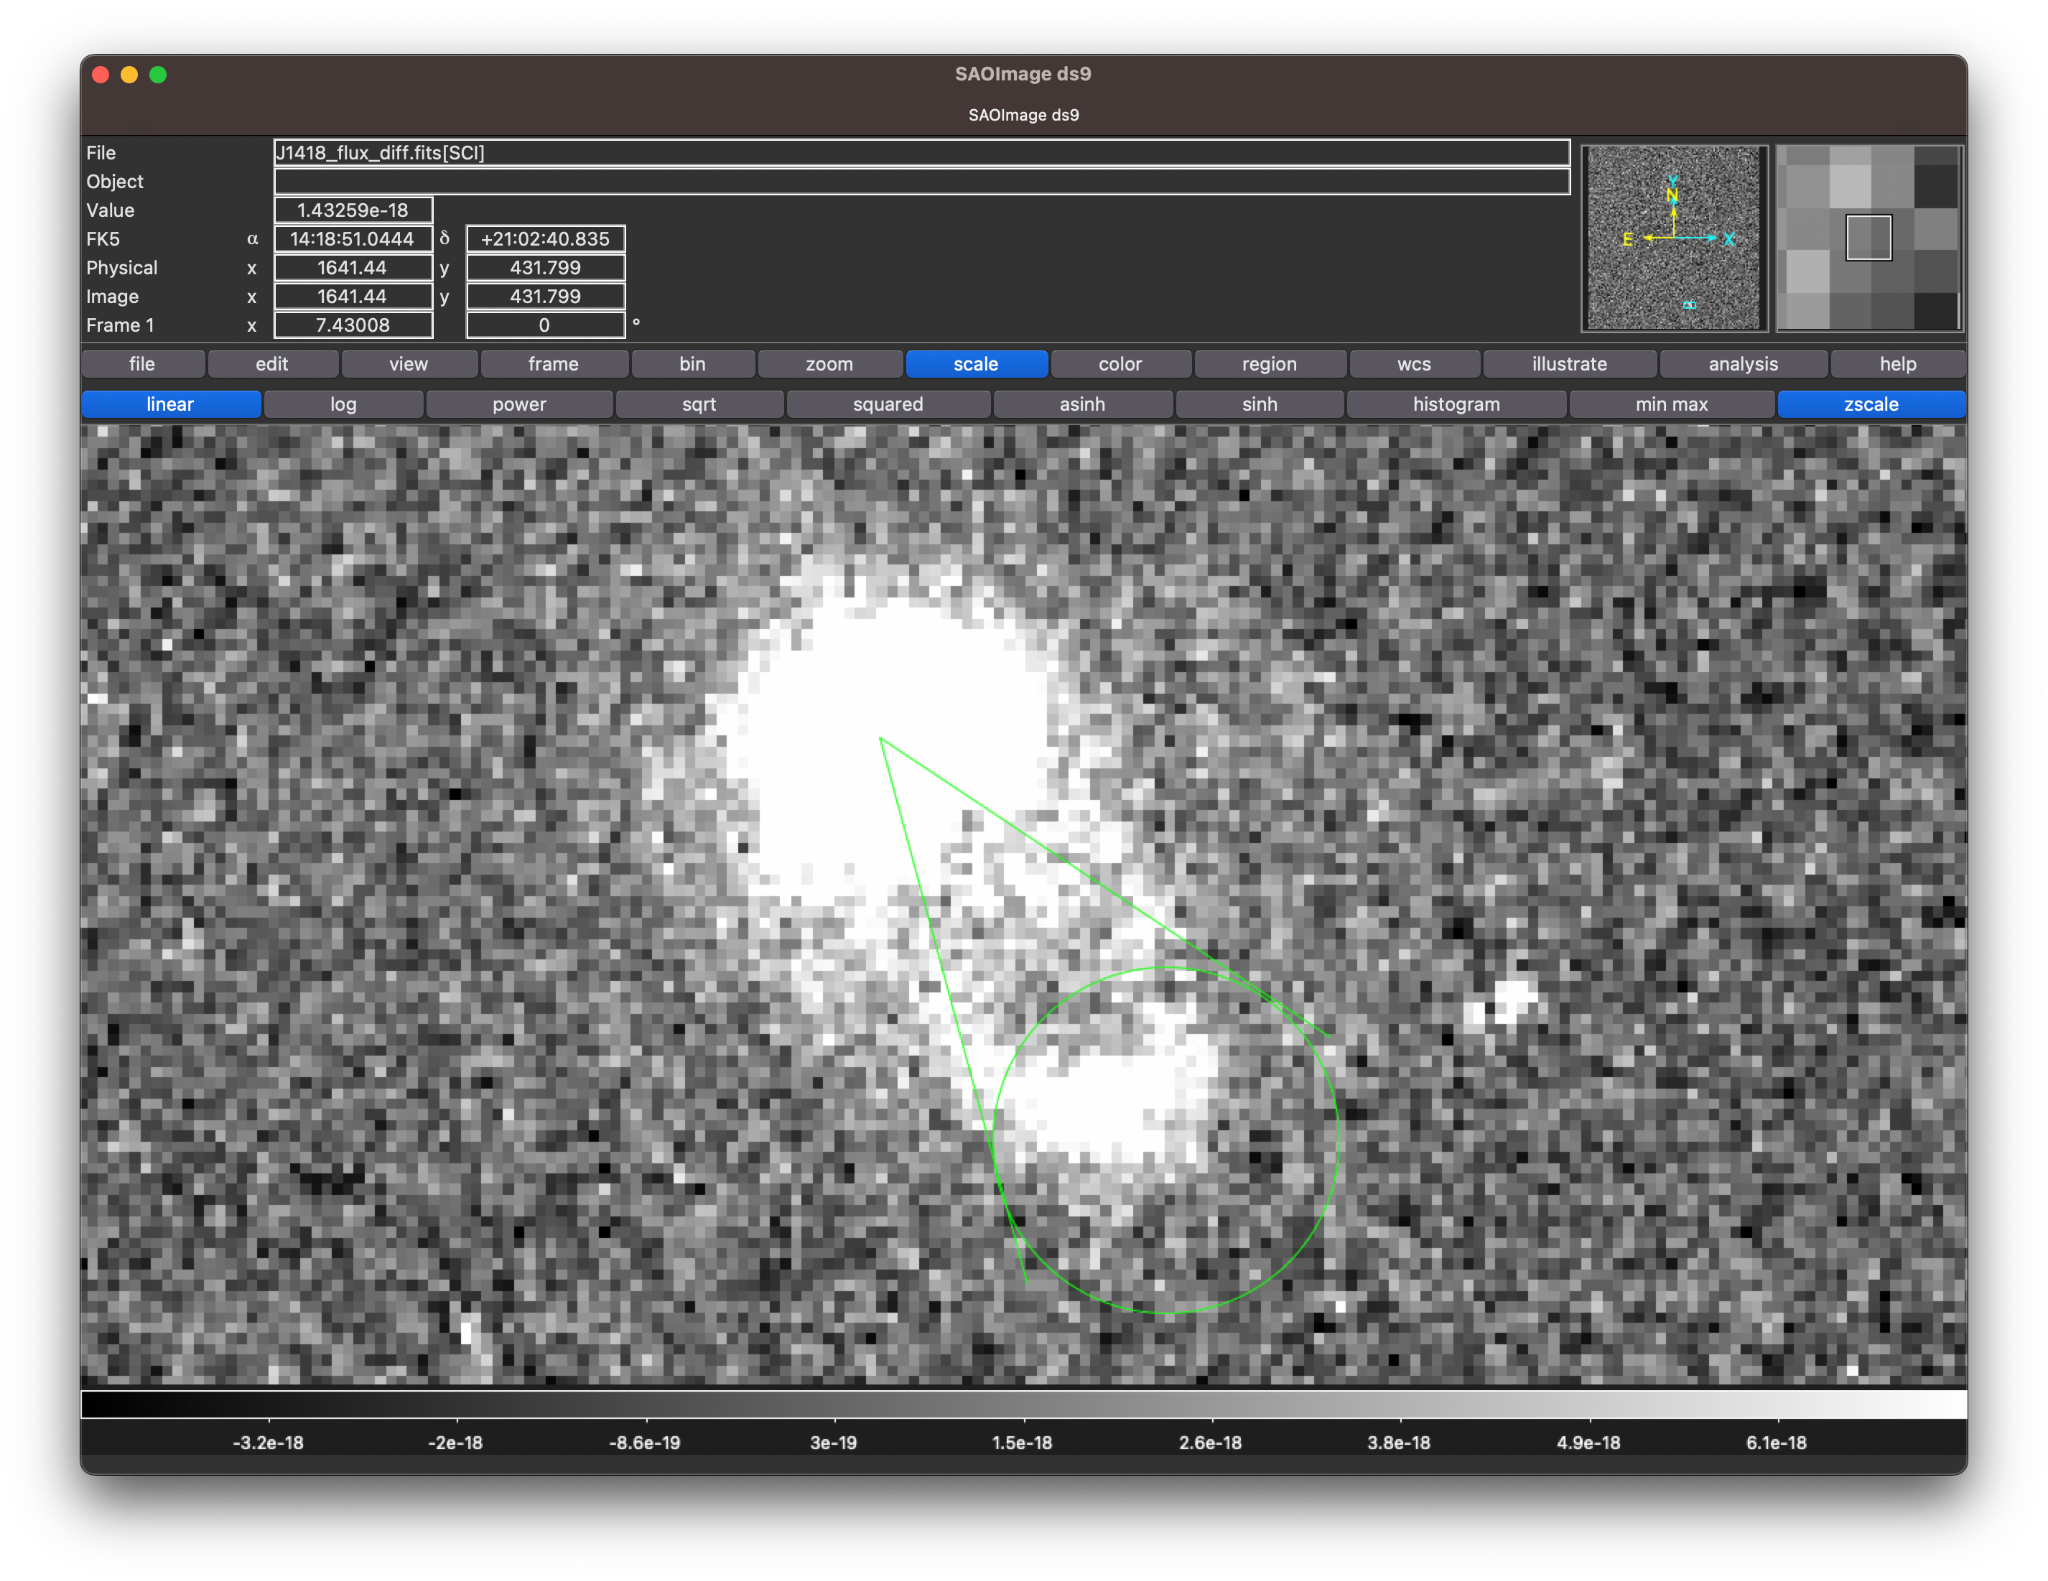 SAOImage ds9
SAOImage ds9
File J1418_flux_diff.fits[SCI]
Object
Value 1.43259e-18
FK5 α 14:18:51.0444 δ +21:02:40.835
Physical x 1641.44 y 431.799
Image x 1641.44 y 431.799
Frame 1 x 7.43008 0 °
Y
N
E X
file edit view frame bin zoom scale color region wcs illustrate analysis help
linear log power sqrt squared asinh sinh histogram min max zscale
-3.2e-18 -2e-18 -8.6e-19 3e-19 1.5e-18 2.6e-18 3.8e-18 4.9e-18 6.1e-18